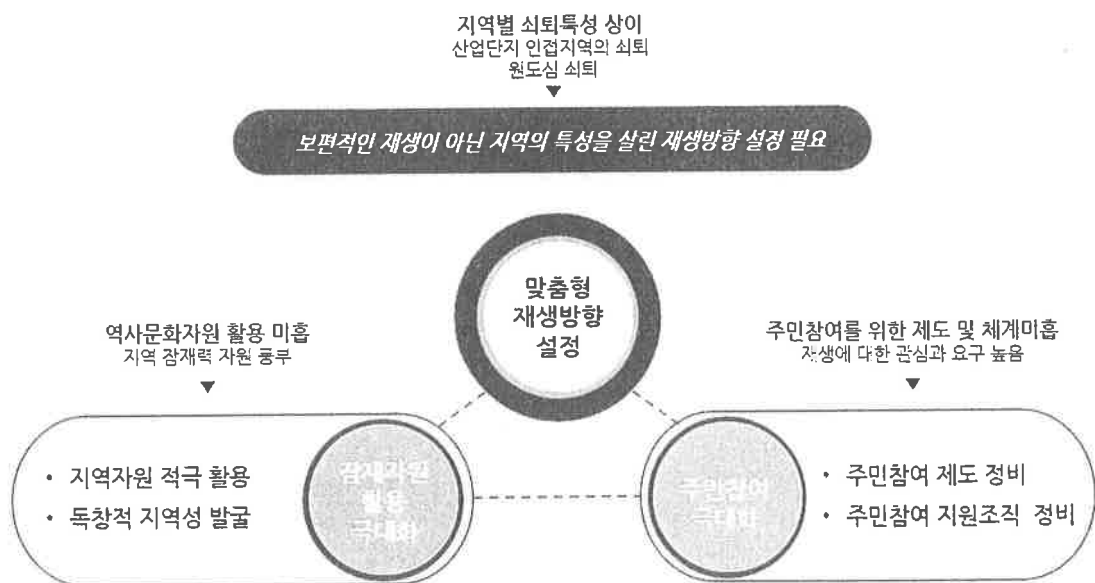 지역별 쇠퇴특성 상이
산업단지 인접지역의 쇠퇴
원도심 쇠퇴
보편적인 재생이 아닌 지역의 특성을 살린 재생방향 설정 필요
맞춤형
재생방향
설정
역사문화자원 활용 미흡
지역 잠재력 자원 풍부
주민참여를 위한 제도 및 체계미흡
재생에 대한 관심과 요구 높음
• 지역자원 적극 활용
• 독창적 지역성 발굴
잠재자원
활용
극대화
주민참여
극대화
• 주민참여 제도 정비
• 주민참여 지원조직 정비